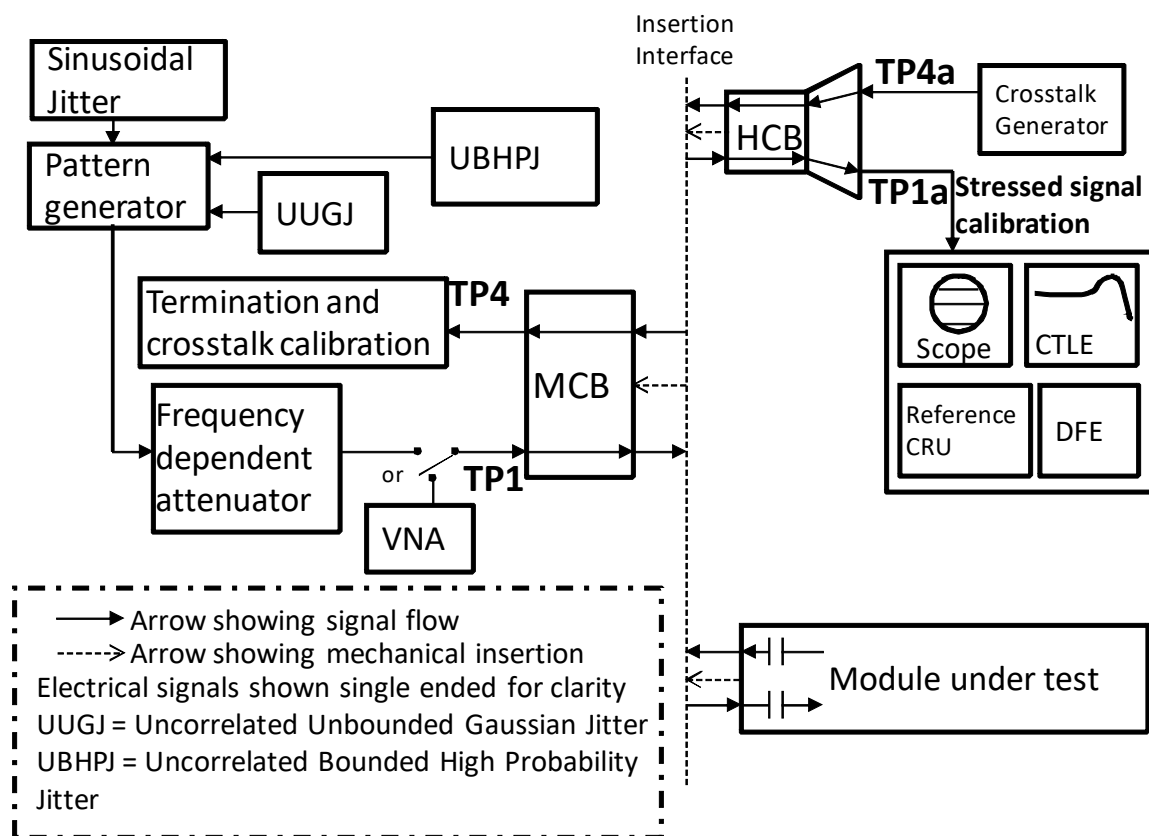 Insertion
Interface
Sinusoidal
Jitter
Pattern
generator
UBHPJ
UUGJ
HCB
TP4a
Crosstalk
Generator
TP1a
Stressed signal
calibration
Termination and
crosstalk calibration
TP4
MCB
Scope
CTLE
Reference
CRU
DFE
Frequency
dependent
attenuator
or
TP1
VNA
Arrow showing signal flow
Arrow showing mechanical insertion
Electrical signals shown single ended for clarity
UUGJ = Uncorrelated Unbounded Gaussian Jitter
UBHPJ = Uncorrelated Bounded High Probability
Jitter
Module under test